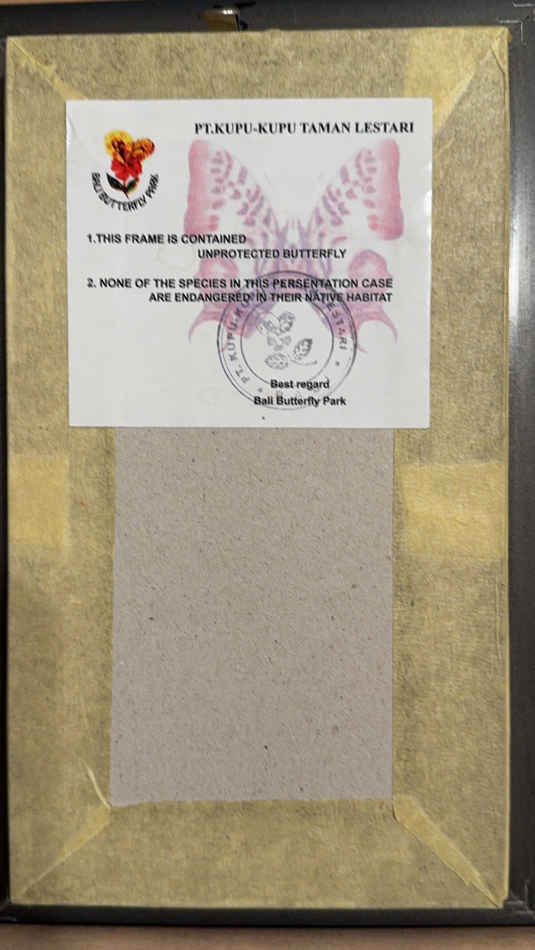 PT.KUPU-KUPU TAMAN LESTARI
BALI BUTTERFLY PARK
1.THIS FRAME IS CONTAINED
UNPROTECTED BUTTERFLY
2. NONE OF THE SPECIES IN THIS PERSENTATION CASE
ARE ENDANGERED IN THEIR NATIVE HABITAT
Best regard
Bali Butterfly Park